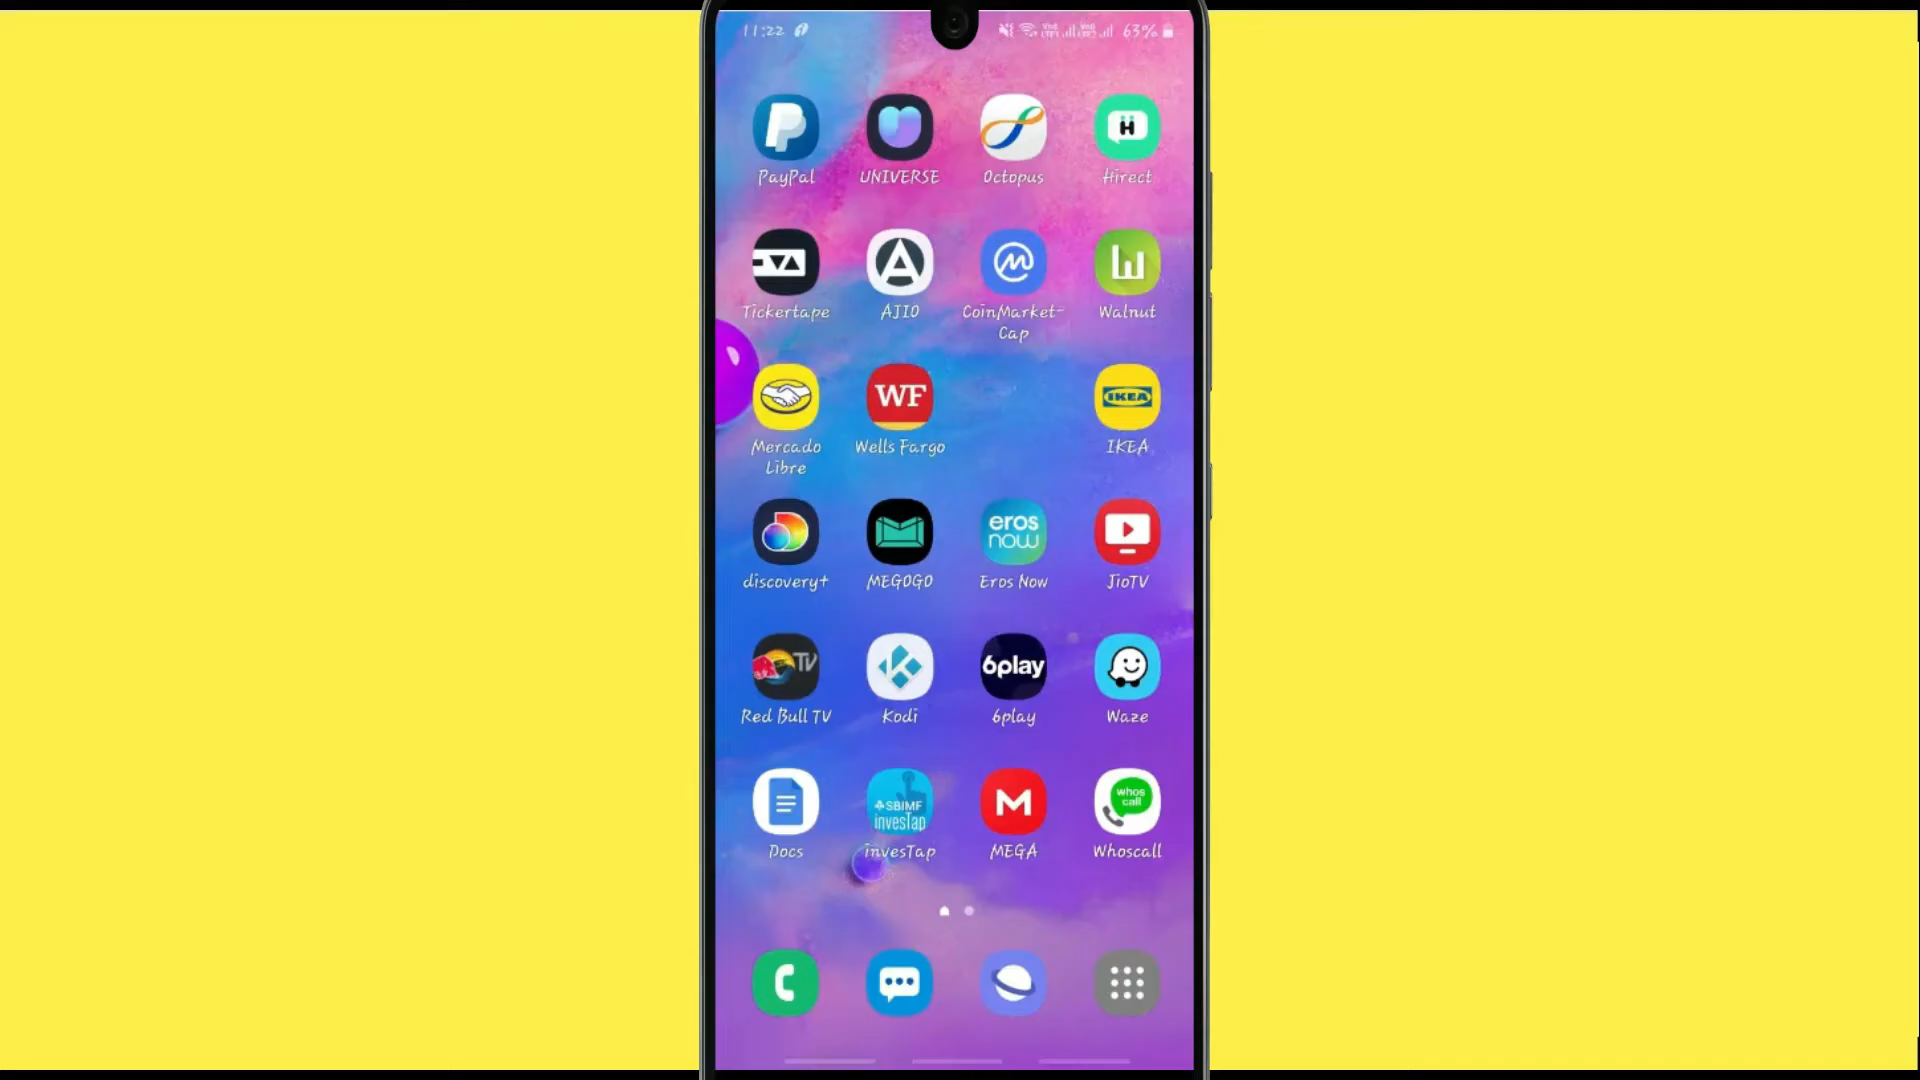 11:22
63%
PayPal
UNIVERSE
Octopus
H
Hirect
Tickertape
AJIO
CoinMarket-
Cap
Walnut
WF
IKEA
Mercado
Libre
Wells Fargo
IKEA
eros
now
discovery+
MEGOGO
Eros Now
JioTV
TV
6play
Red Bull TV
Kodi
6play
Waze
SBIMF
invesTap
M
whos
call
Docs
invesTap
MEGA
Whoscall